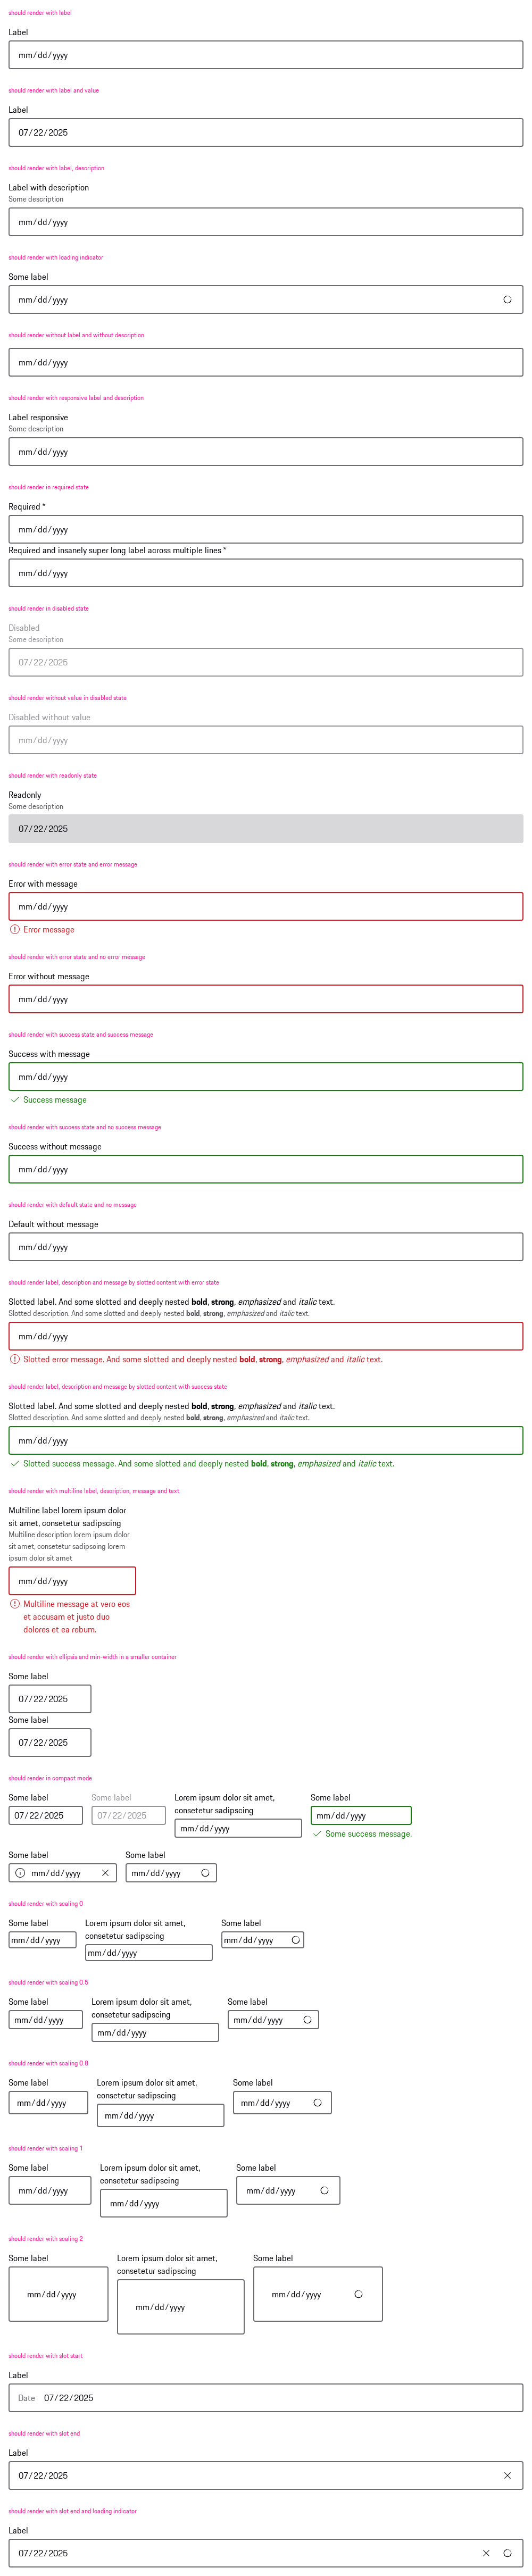 should render with label
Label
mm/dd/yyyy
should render with label and value
Label
07/22/2025
should render with label, description
Label with description
Some description
mm/dd/yyyy
should render with loading indicator
Some label
mm/dd/yyyy
should render without label and without description
mm/dd/yyyy
should render with responsive label and description
Label responsive
Some description
mm/dd/yyyy
should render in required state
Required *
mm/dd/yyyy
Required and insanely super long label across multiple lines *
mm/dd/yyyy
should render in disabled state
Disabled
Some description
07/22/2025
should render without value in disabled state
Disabled without value
mm/dd/yyyy
should render with readonly state
Readonly
Some description
07/22/2025
should render with error state and error message
Error with message
mm/dd/yyyy
Error message
should render with error state and no error message
Error without message
mm/dd/yyyy
should render with success state and success message
Success with message
mm/dd/yyyy
Success message
should render with success state and no success message
Success without message
mm/dd/yyyy
should render with default state and no message
Default without message
mm/dd/yyyy
should render label, description and message by slotted content with error state
Slotted label. And some slotted and deeply nested bold, strong, emphasized and italic text.
Slotted description. And some slotted and deeply nested bold, strong, emphasized and italic text.
mm/dd/yyyy
Slotted error message. And some slotted and deeply nested bold, strong, emphasized and italic text.
should render label, description and message by slotted content with success state
Slotted label. And some slotted and deeply nested bold, strong, emphasized and italic text.
Slotted description. And some slotted and deeply nested bold, strong, emphasized and italic text.
mm/dd/yyyy
Slotted success message. And some slotted and deeply nested bold, strong, emphasized and italic text.
should render with multiline label, description, message and text
Multiline label lorem ipsum dolor
sit amet, consetetur sadipscing
Multiline description lorem ipsum dolor
sit amet, consetetur sadipscing lorem
ipsum dolor sit amet
mm/dd/yyyy
Multiline message at vero eos
et accusam et justo duo
dolores et ea rebum.
should render with ellipsis and min-width in a smaller container
Some label
07/22/2025
Some label
07/22/2025
should render in compact mode
Some label
07/22/2025
Some label
07/22/2025
Lorem ipsum dolor sit amet,
consetetur sadipscing
mm/dd/yyyy
Some label
mm/dd/yyyy
Some success message.
Some label
mm/dd/yyyy
Some label
mm/dd/yyyy
should render with scaling 0
Some label
mm/dd/yyyy
Lorem ipsum dolor sit amet,
consetetur sadipscing
mm/dd/yyyy
Some label
mm/dd/yyyy
should render with scaling 0.5
Some label
mm/dd/yyyy
Lorem ipsum dolor sit amet,
consetetur sadipscing
mm/dd/yyyy
Some label
mm/dd/yyyy
should render with scaling 0.8
Some label
mm/dd/yyyy
Lorem ipsum dolor sit amet,
consetetur sadipscing
mm/dd/yyyy
Some label
mm/dd/yyyy
should render with scaling 1
Some label
mm/dd/yyyy
Lorem ipsum dolor sit amet,
consetetur sadipscing
mm/dd/yyyy
Some label
mm/dd/yyyy
should render with scaling 2
Some label
mm/dd/yyyy
Lorem ipsum dolor sit amet,
consetetur sadipscing
mm/dd/yyyy
Some label
mm/dd/yyyy
should render with slot start
Label
Date 07/22/2025
should render with slot end
Label
07/22/2025
should render with slot end and loading indicator
Label
07/22/2025